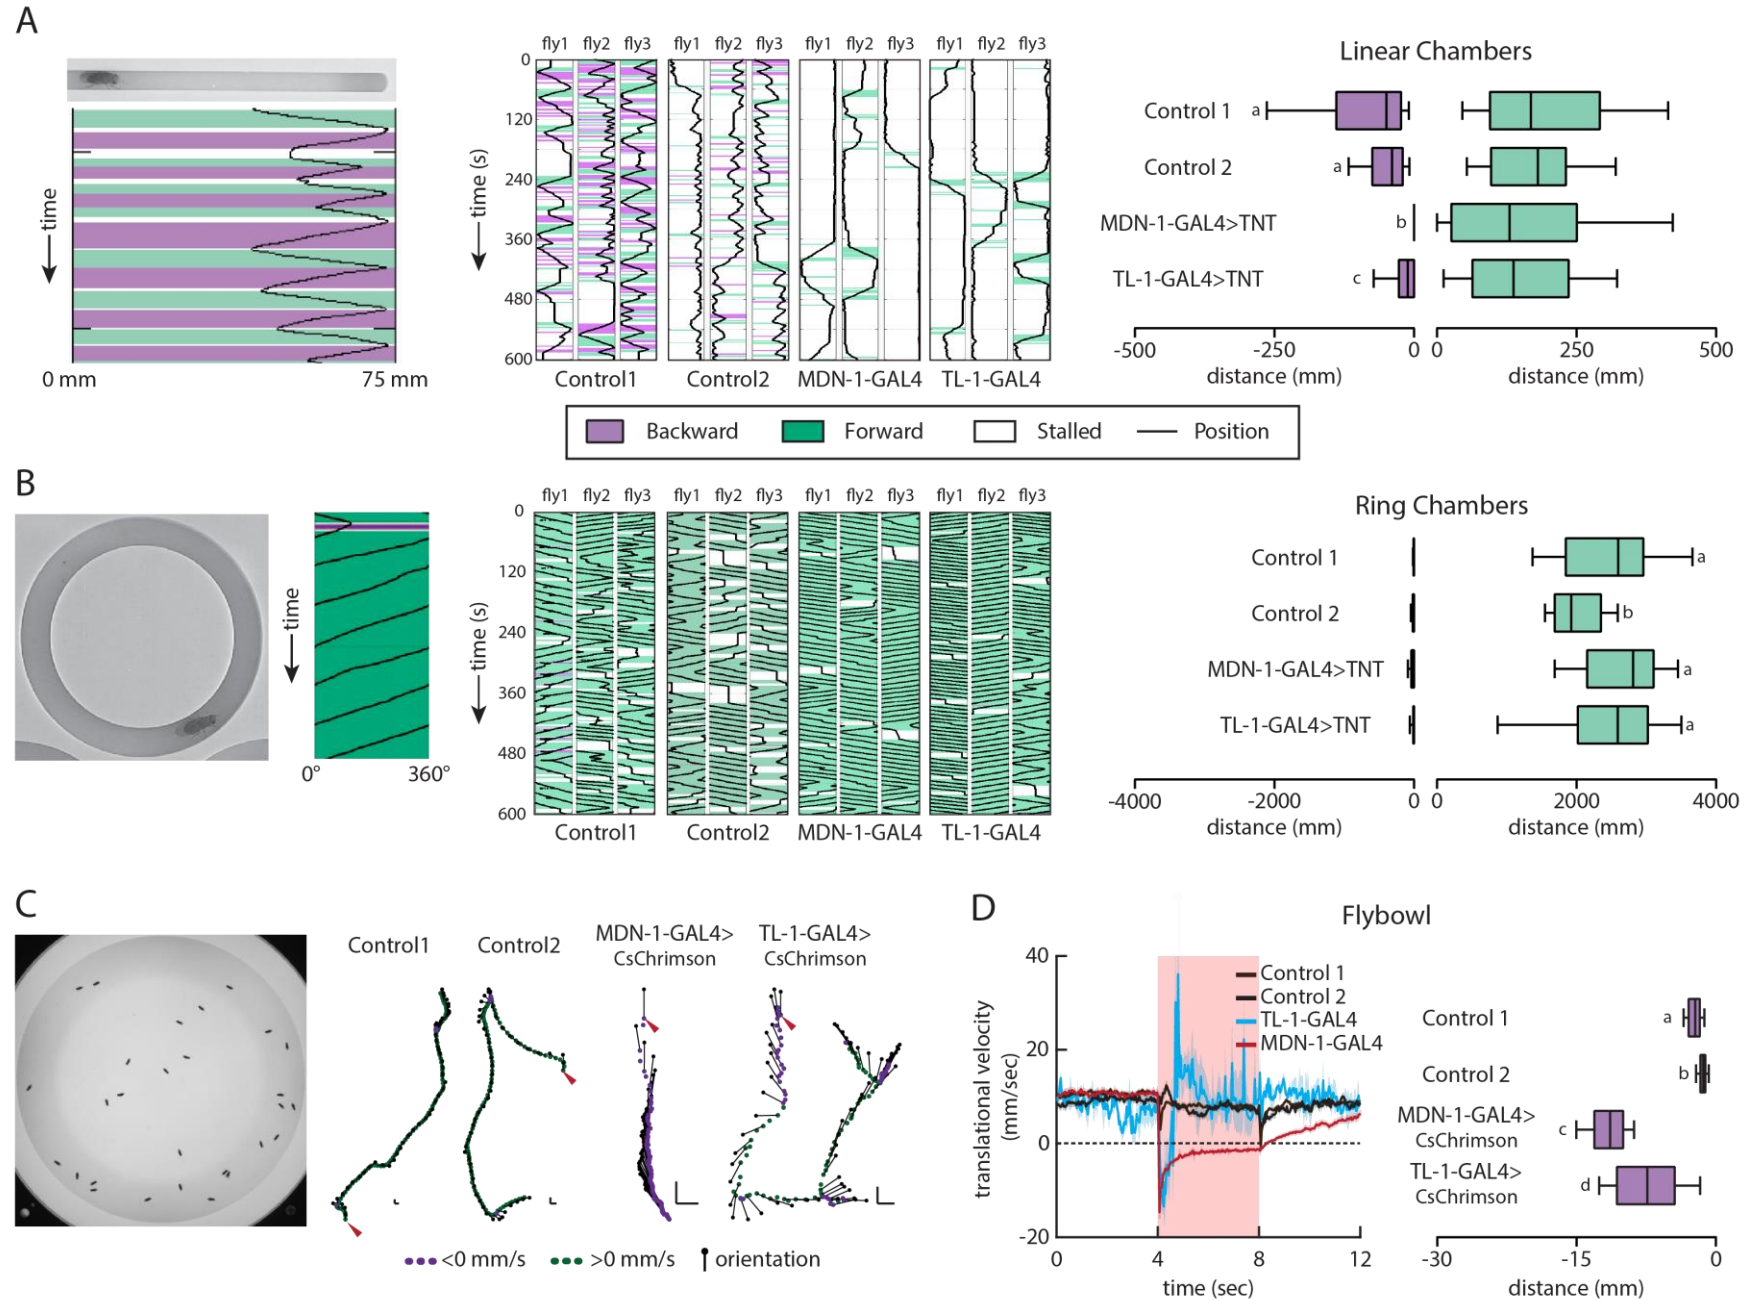 A
time
0 mm
75 mm
fly1 fly2 fly3 fly1 fly2 fly3 fly1 fly2 fly3 fly1 fly2 fly3
0
120
240
360
480
600
time (s)
Control1 Control2 MDN-1-GAL4 TL-1-GAL4
Linear Chambers
Control 1
a
Control 2
a
MDN-1-GAL4>TNT
b
TL-1-GAL4>TNT
c
-500 -250 0 0 250 500
distance (mm) distance (mm)
Backward Forward Stalled Position
B
time
0° 360°
fly1 fly2 fly3 fly1 fly2 fly3 fly1 fly2 fly3 fly1 fly2 fly3
0
120
240
360
480
600
time (s)
Control1 Control2 MDN-1-GAL4 TL-1-GAL4
Ring Chambers
Control 1
a
Control 2
b
MDN-1-GAL4>TNT
a
TL-1-GAL4>TNT
a
-4000 -2000 0 0 2000 4000
distance (mm) distance (mm)
C
Control1
Control2
MDN-1-GAL4>
CsChrimson
TL-1-GAL4>
CsChrimson
<0 mm/s >0 mm/s orientation
D
Flybowl
translational velocity
(mm/sec)
40
20
0
-20
Control 1
Control 2
TL-1-GAL4
MDN-1-GAL4
0 4 8 12
time (sec)
Control 1
a
Control 2
b
MDN-1-GAL4>
CsChrimson
c
TL-1-GAL4>
CsChrimson
d
-30 -15 0
distance (mm)